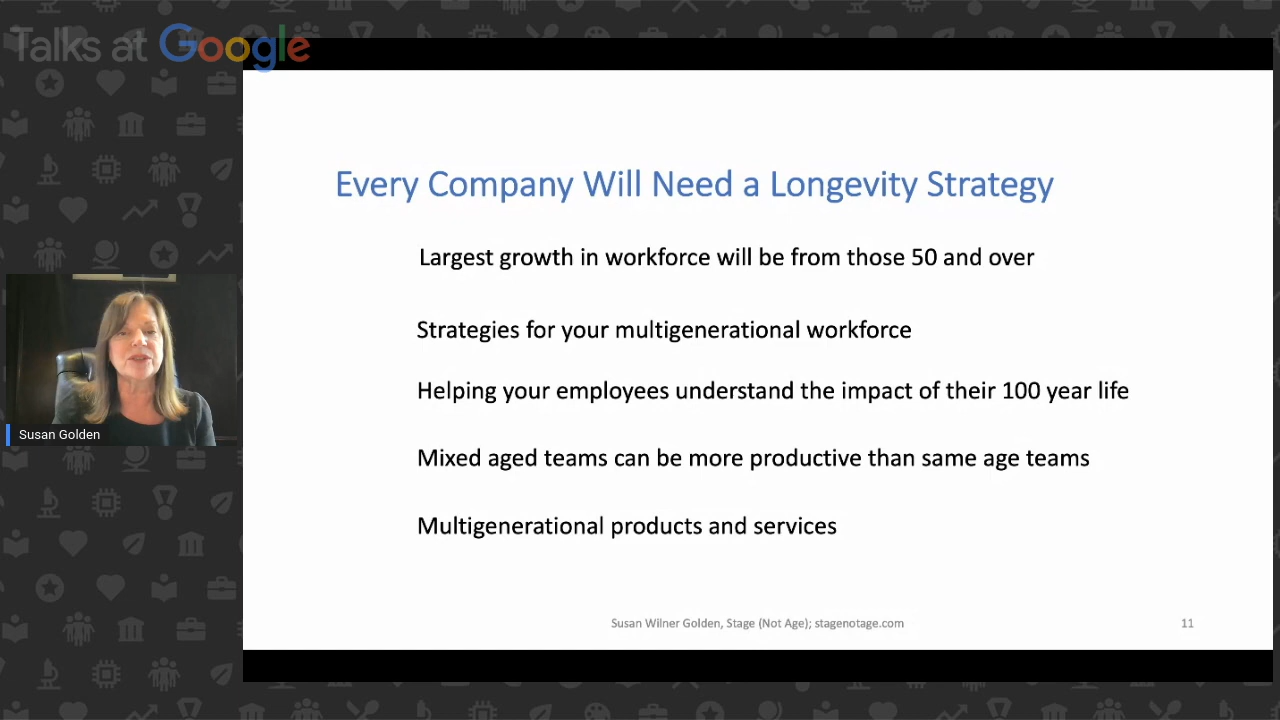 Talks at Google
Every Company Will Need a Longevity Strategy
Largest growth in workforce will be from those 50 and over
Strategies for your multigenerational workforce
Helping your employees understand the impact of their 100 year life
Mixed aged teams can be more productive than same age teams
Multigenerational products and services
Susan Golden
Susan Wilner Golden, Stage (Not Age); stagenotage.com
11